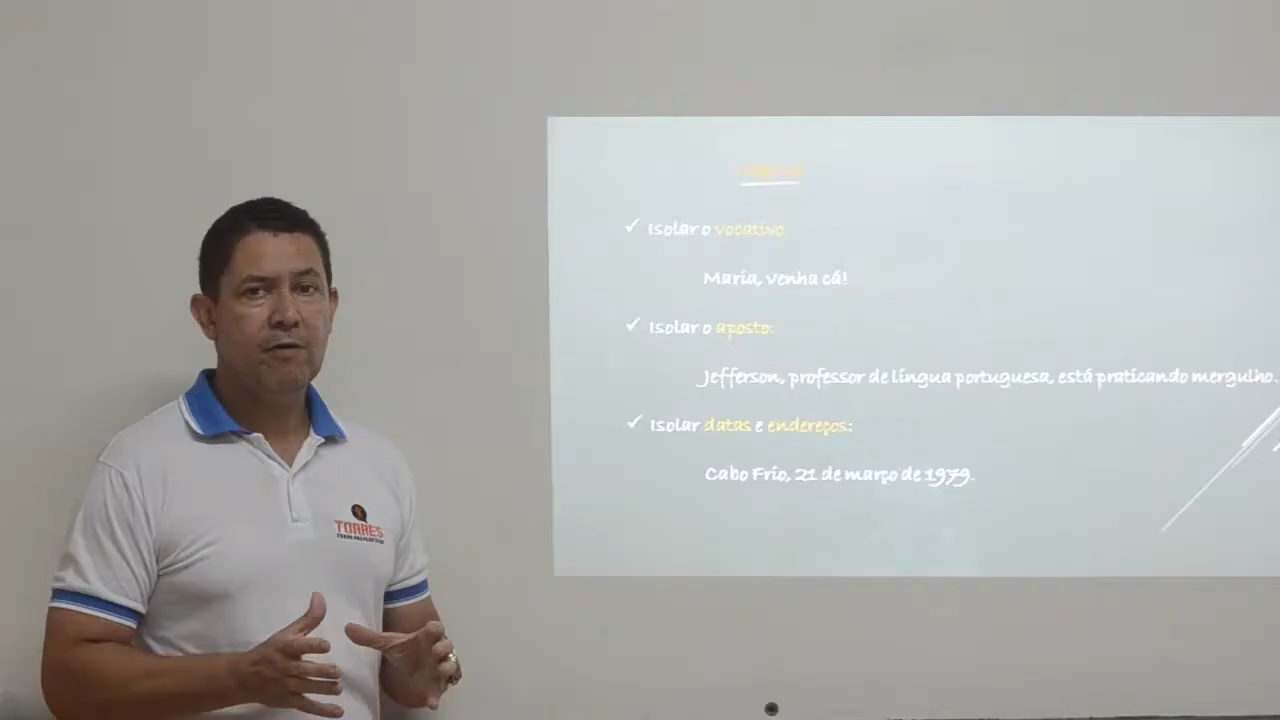 Isolar o vocativo
Maria, venha cá!
Isolar o aposto:
Jefferson, professor de língua portuguesa, está praticando mergulho.
Isolar datas e endereços:
Cabo Frio, 21 de março de 1979.
TORRES